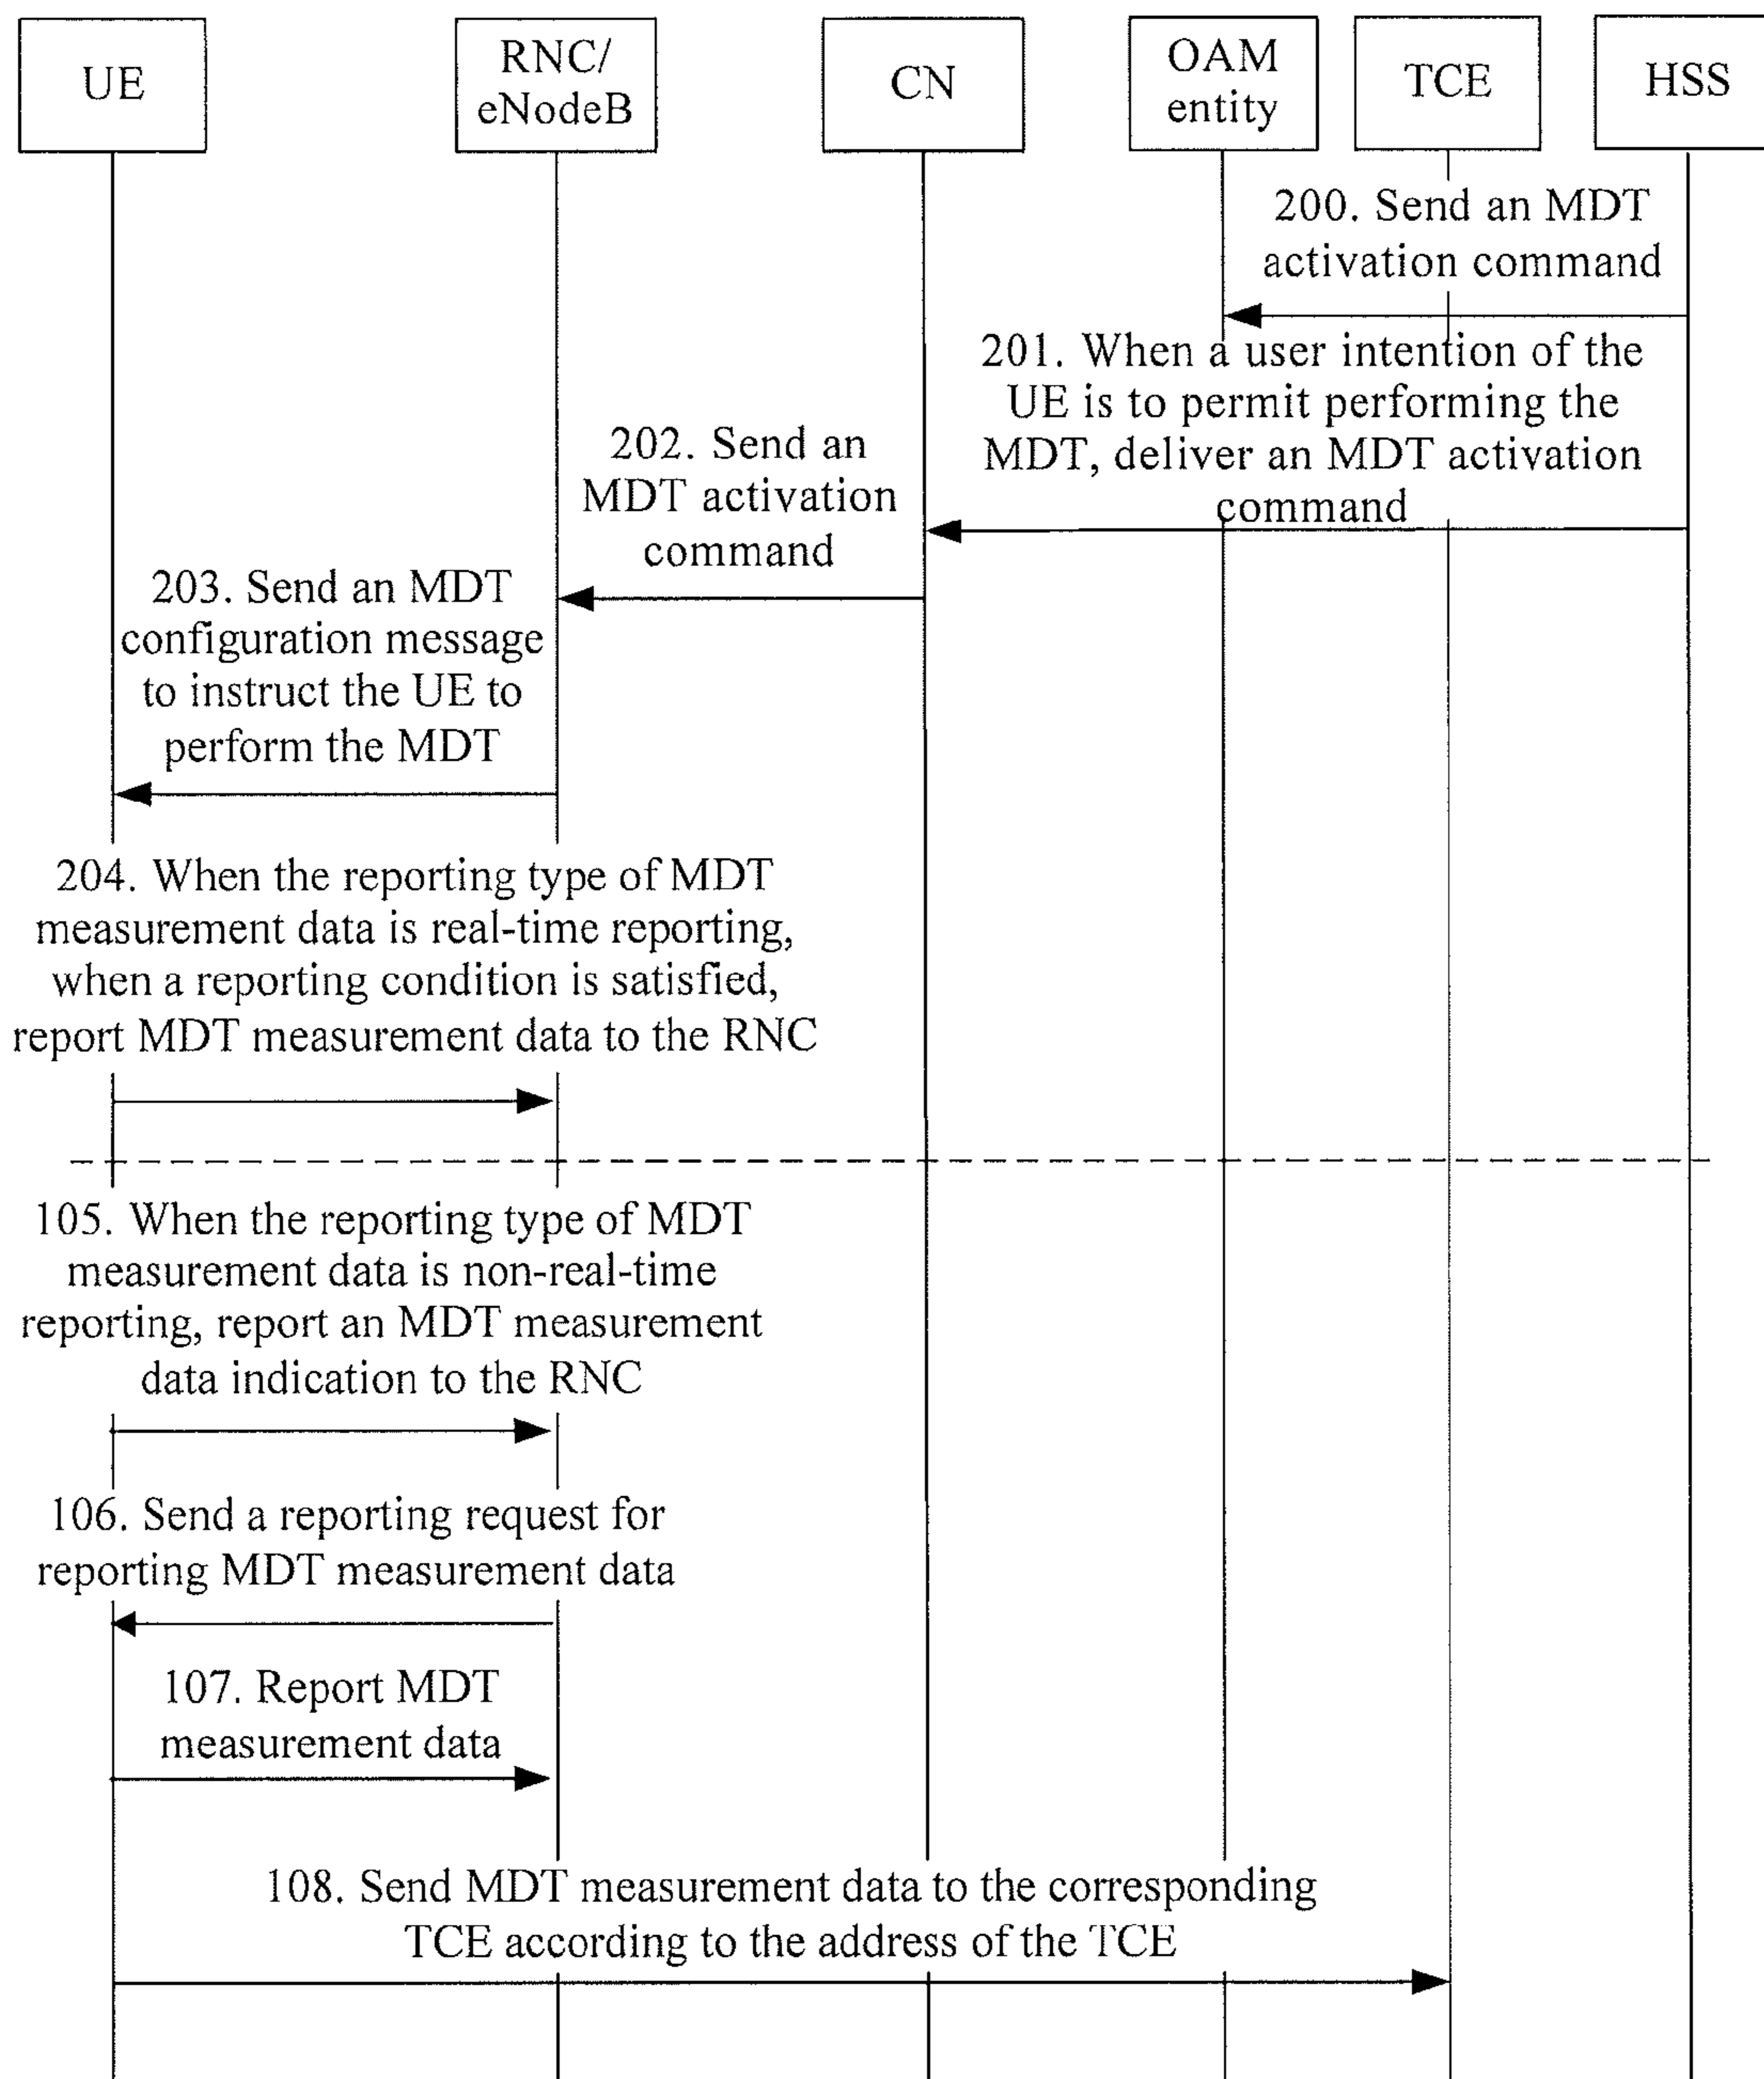 UE
RNC/
eNodeB
CN
OAM
entity
TCE
HSS
200. Send an MDT
activation command
201. When a user intention of the
UE is to permit performing the
MDT, deliver an MDT activation
command
202. Send an
MDT activation
command
203. Send an MDT
configuration message
to instruct the UE to
perform the MDT
204. When the reporting type of MDT
measurement data is real-time reporting,
when a reporting condition is satisfied,
report MDT measurement data to the RNC
105. When the reporting type of MDT
measurement data is non-real-time
reporting, report an MDT measurement
data indication to the RNC
106. Send a reporting request for
reporting MDT measurement data
107. Report MDT
measurement data
108. Send MDT measurement data to the corresponding
TCE according to the address of the TCE